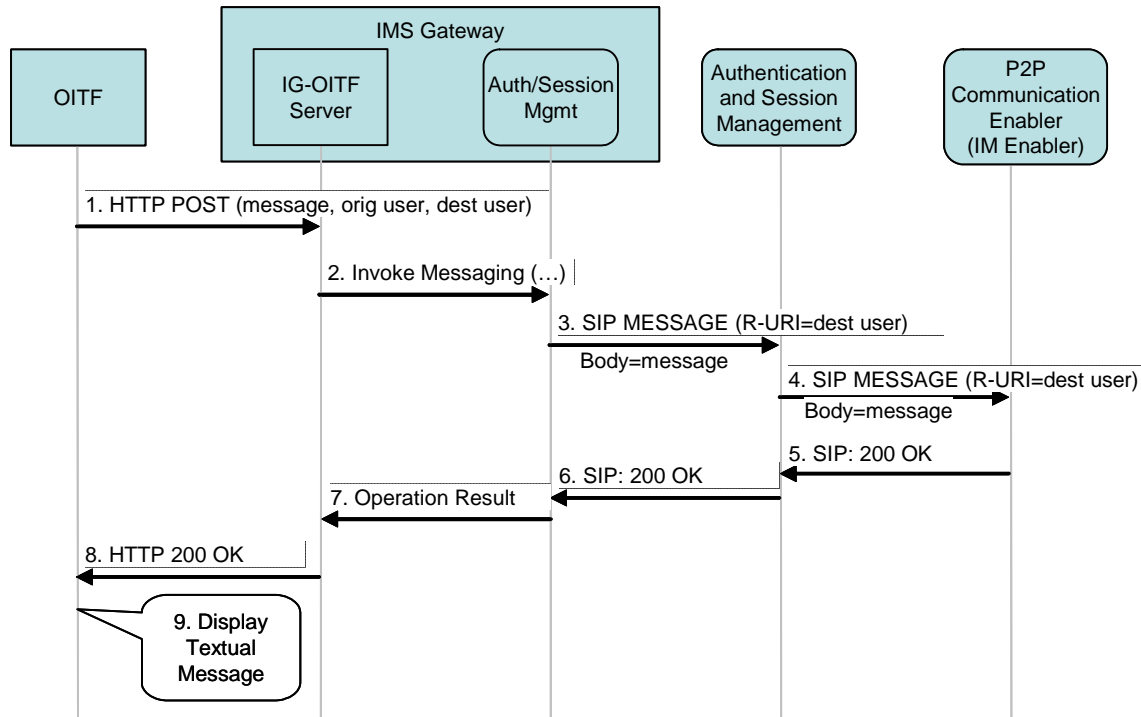 IMS Gateway
OITF
IG-OITF
Server
Auth/Session
Mgmt
Authentication
and Session
Management
P2P
Communication
Enabler
(IM Enabler)
1. HTTP POST (message, orig user, dest user)
2. Invoke Messaging (…)
3. SIP MESSAGE (R-URI=dest user)
Body=message
4. SIP MESSAGE (R-URI=dest user)
Body=message
5. SIP: 200 OK
6. SIP: 200 OK
7. Operation Result
8. HTTP 200 OK
9. Display
Textual
Message